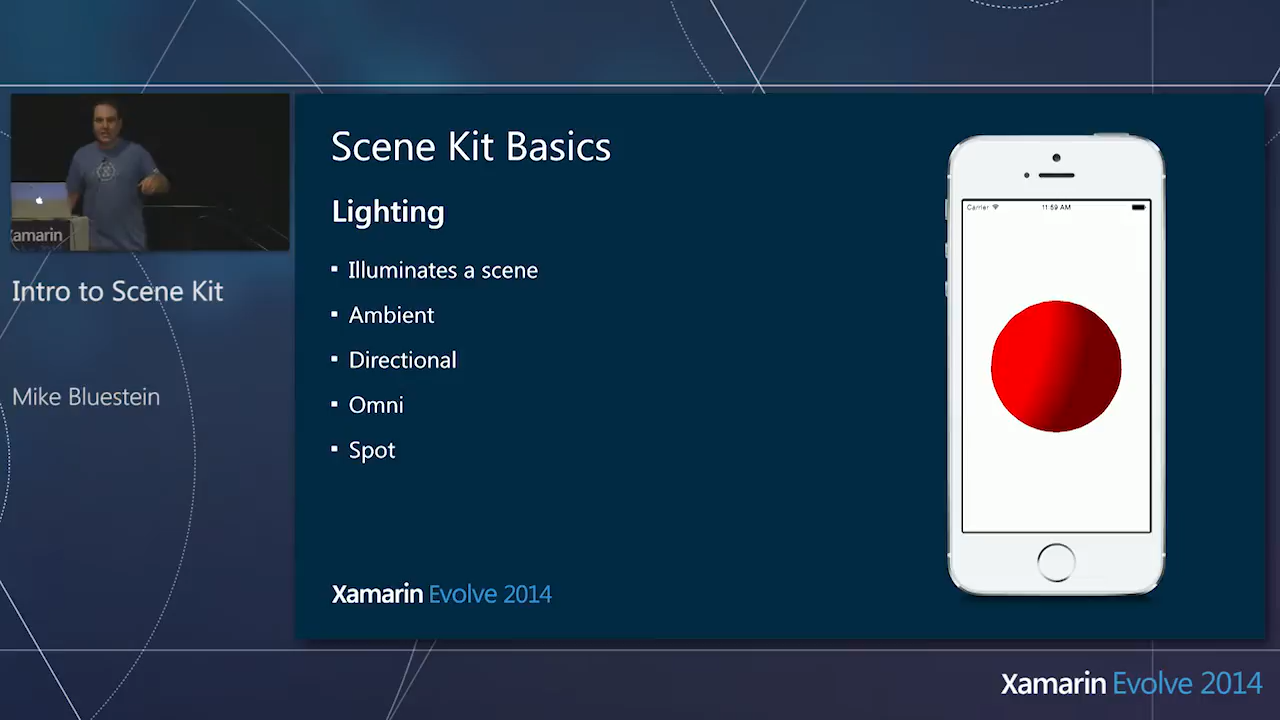 Scene Kit Basics
Lighting
▪ Illuminates a scene
▪ Ambient
▪ Directional
▪ Omni
▪ Spot
Xamarin Evolve 2014
Carrier
11:59 AM
amarin
Intro to Scene Kit
Mike Bluestein
Xamarin Evolve 2014